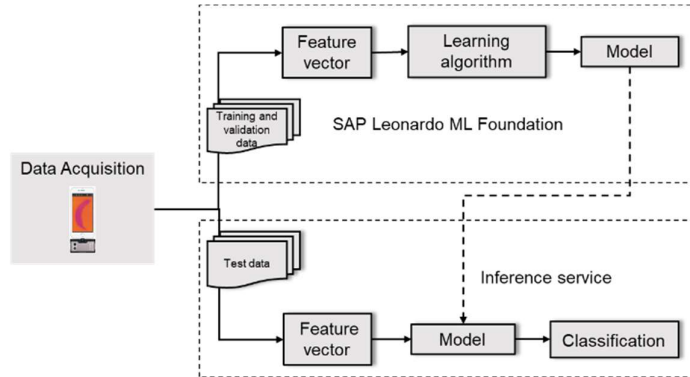 Feature
vector
Learning
algorithm
Model
Training and
validation
data
SAP Leonardo ML Foundation
Data Acquisition
Test data
Inference service
Feature
vector
Model
Classification